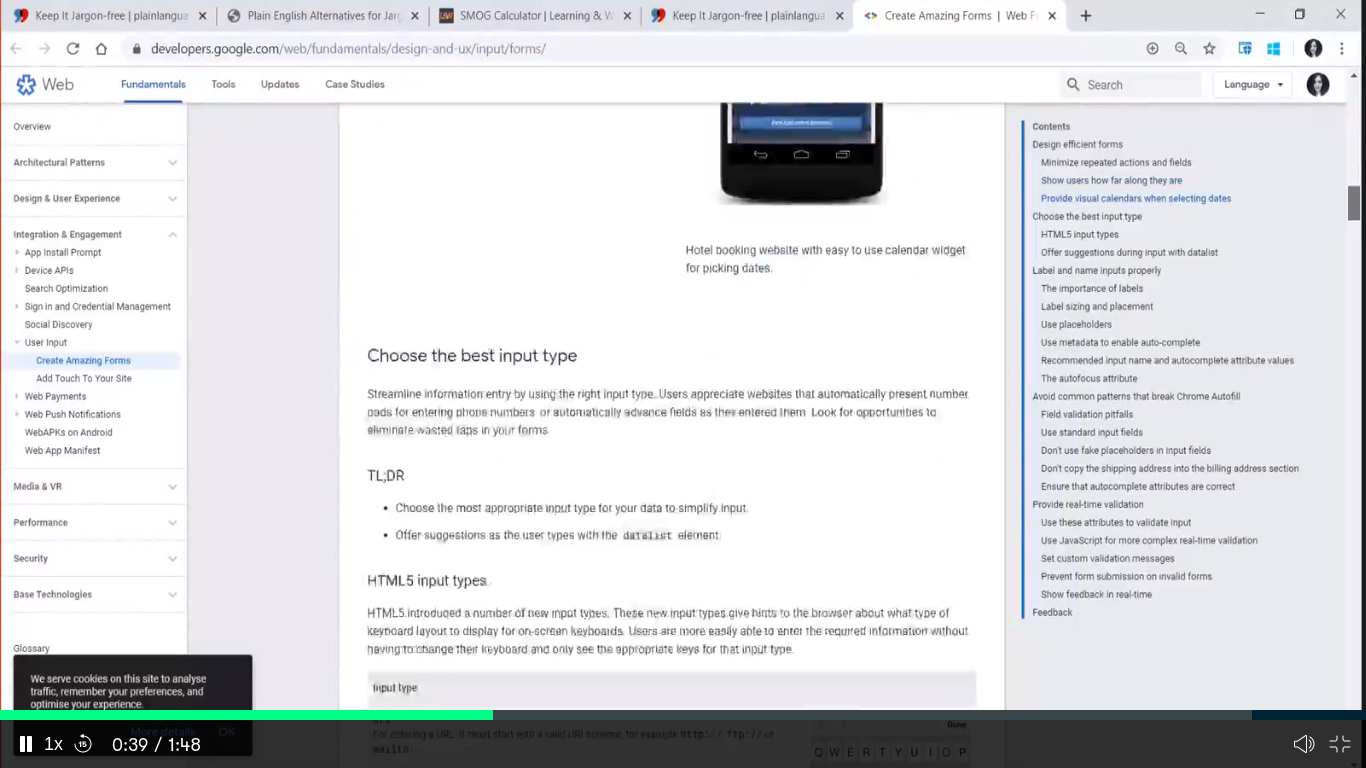 Keep It Jargon-free | plainlangua
Plain English Alternatives for Jarg
SMOG Calculator | Learning & W
Keep It Jargon-free | plainlangua
Create Amazing Forms | Web F
developers.google.com/web/fundamentals/design-and-ux/input/forms/
Web
Fundamentals
Tools
Updates
Case Studies
Search
Language
Overview
Architectural Patterns
Design & User Experience
Integration & Engagement
App Install Prompt
Device APIs
Search Optimization
Sign in and Credential Management
Social Discovery
User Input
Create Amazing Forms
Add Touch To Your Site
Web Payments
Web Push Notifications
WebAPKs on Android
Web App Manifest
Media & VR
Performance
Security
Base Technologies
Glossary
We serve cookies on this site to analyse
traffic, remember your preferences, and
optimise your experience.
More details
OK
Hotel booking website with easy to use calendar widget
for picking dates.
Choose the best input type
Streamline information entry by using the right input type. Users appreciate websites that automatically present number
pads for entering phone numbers, or automatically advance fields as they entered them. Look for opportunities to
eliminate wasted taps in your forms.
TL;DR
Choose the most appropriate input type for your data to simplify input.
Offer suggestions as the user types with the datalist element.
HTML5 input types
HTML5 introduced a number of new input types. These new input types give hints to the browser about what type of
keyboard layout to display for on-screen keyboards. Users are more easily able to enter the required information without
having to change their keyboard and only see the appropriate keys for that input type.
Input type
For entering a URL. It must start with a valid URI scheme, for example http://, ftp:// or
mailto:.
Done
Q W E R T Y U I O P
Contents
Design efficient forms
Minimize repeated actions and fields
Show users how far along they are
Provide visual calendars when selecting dates
Choose the best input type
HTML5 input types
Offer suggestions during input with datalist
Label and name inputs properly
The importance of labels
Label sizing and placement
Use placeholders
Use metadata to enable auto-complete
Recommended input name and autocomplete attribute values
The autofocus attribute
Avoid common patterns that break Chrome Autofill
Field validation pitfalls
Use standard input fields
Don't use fake placeholders in input fields
Don't copy the shipping address into the billing address section
Ensure that autocomplete attributes are correct
Provide real-time validation
Use these attributes to validate input
Use JavaScript for more complex real-time validation
Set custom validation messages
Prevent form submission on invalid forms
Show feedback in real-time
Feedback
1x
15
0:39 / 1:48